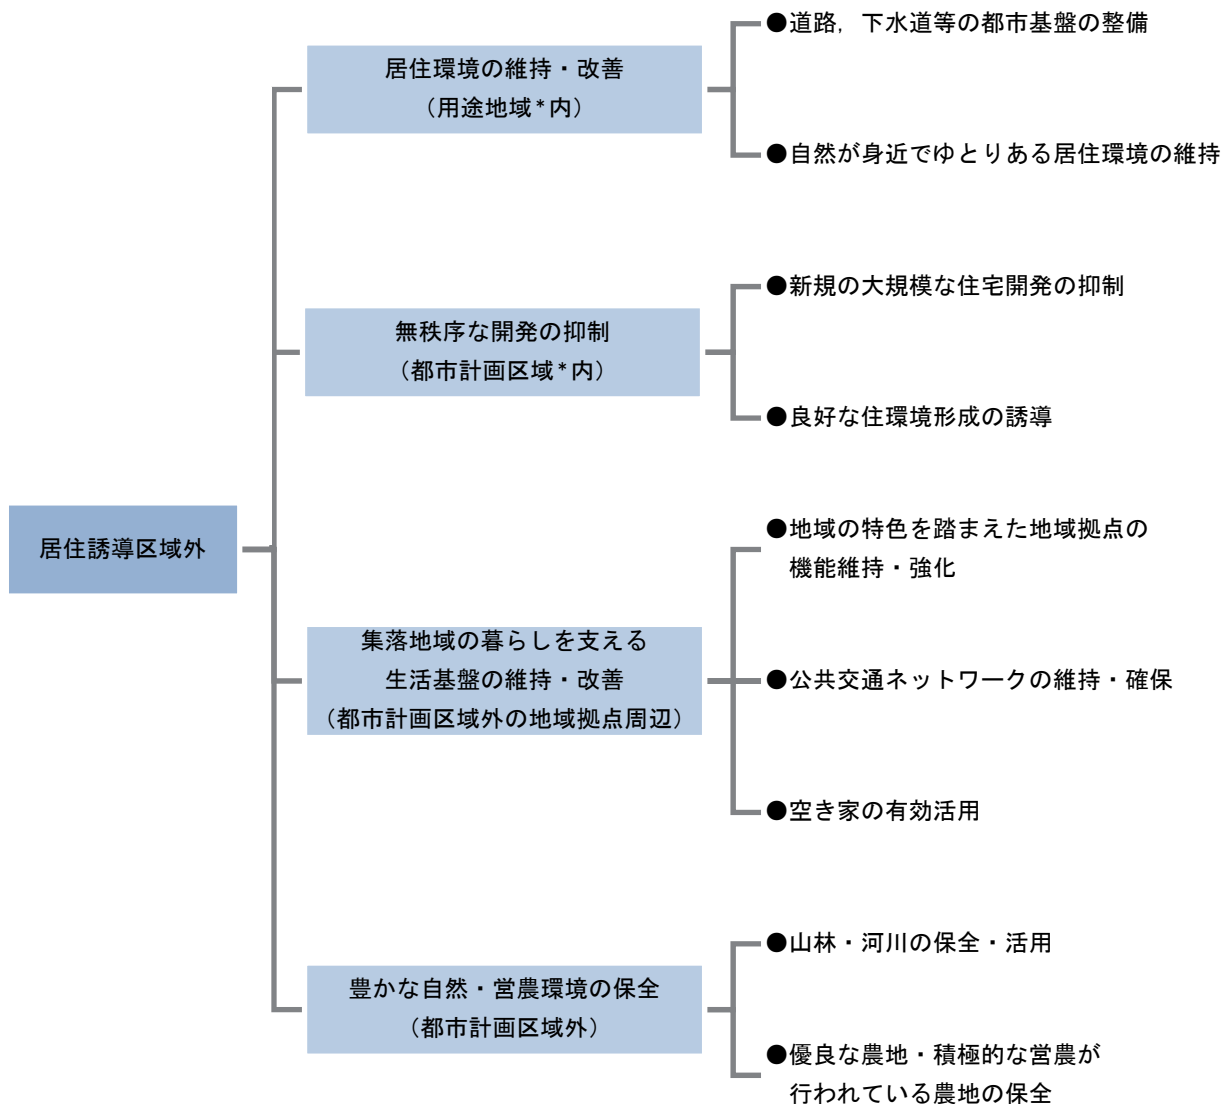 ●道路，下水道等の都市基盤の整備
居住環境の維持・改善
（用途地域*内）
●自然が身近でゆとりある居住環境の維持
●新規の大規模な住宅開発の抑制
無秩序な開発の抑制
（都市計画区域*内）
●良好な住環境形成の誘導
居住誘導区域外
●地域の特色を踏まえた地域拠点の
機能維持・強化
集落地域の暮らしを支える
生活基盤の維持・改善
（都市計画区域外の地域拠点周辺）
●公共交通ネットワークの維持・確保
●空き家の有効活用
●山林・河川の保全・活用
豊かな自然・営農環境の保全
（都市計画区域外）
●優良な農地・積極的な営農が
行われている農地の保全